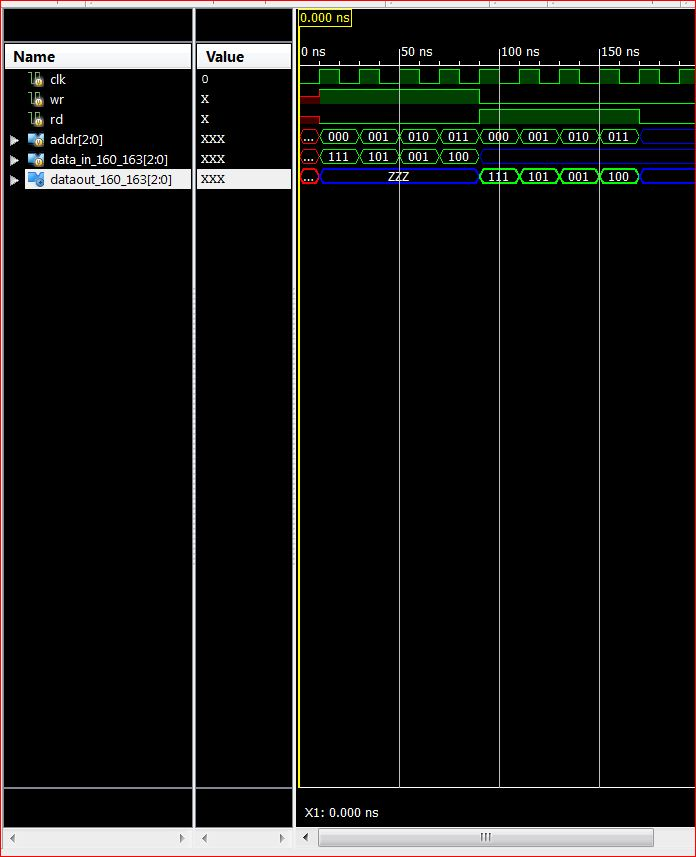 0.000 ns
0 ns 50 ns 100 ns 150 ns
Name Value
clk 0
wr X
rd X
addr[2:0] XXX ... 000 001 010 011 000 001 010 011
data_in_160_163[2:0] XXX ... 111 101 001 100
dataout_160_163[2:0] XXX ... ZZZ 111 101 001 100
X1: 0.000 ns